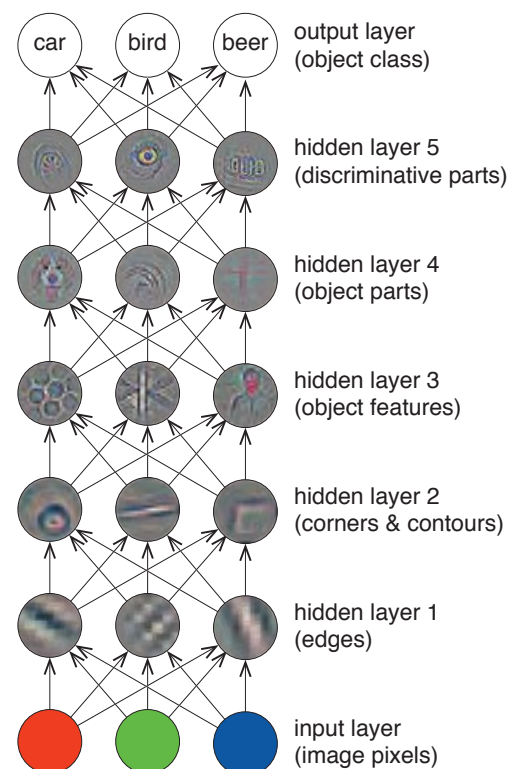 car bird beer
output layer
(object class)
hidden layer 5
(discriminative parts)
hidden layer 4
(object parts)
hidden layer 3
(object features)
hidden layer 2
(corners & contours)
hidden layer 1
(edges)
input layer
(image pixels)